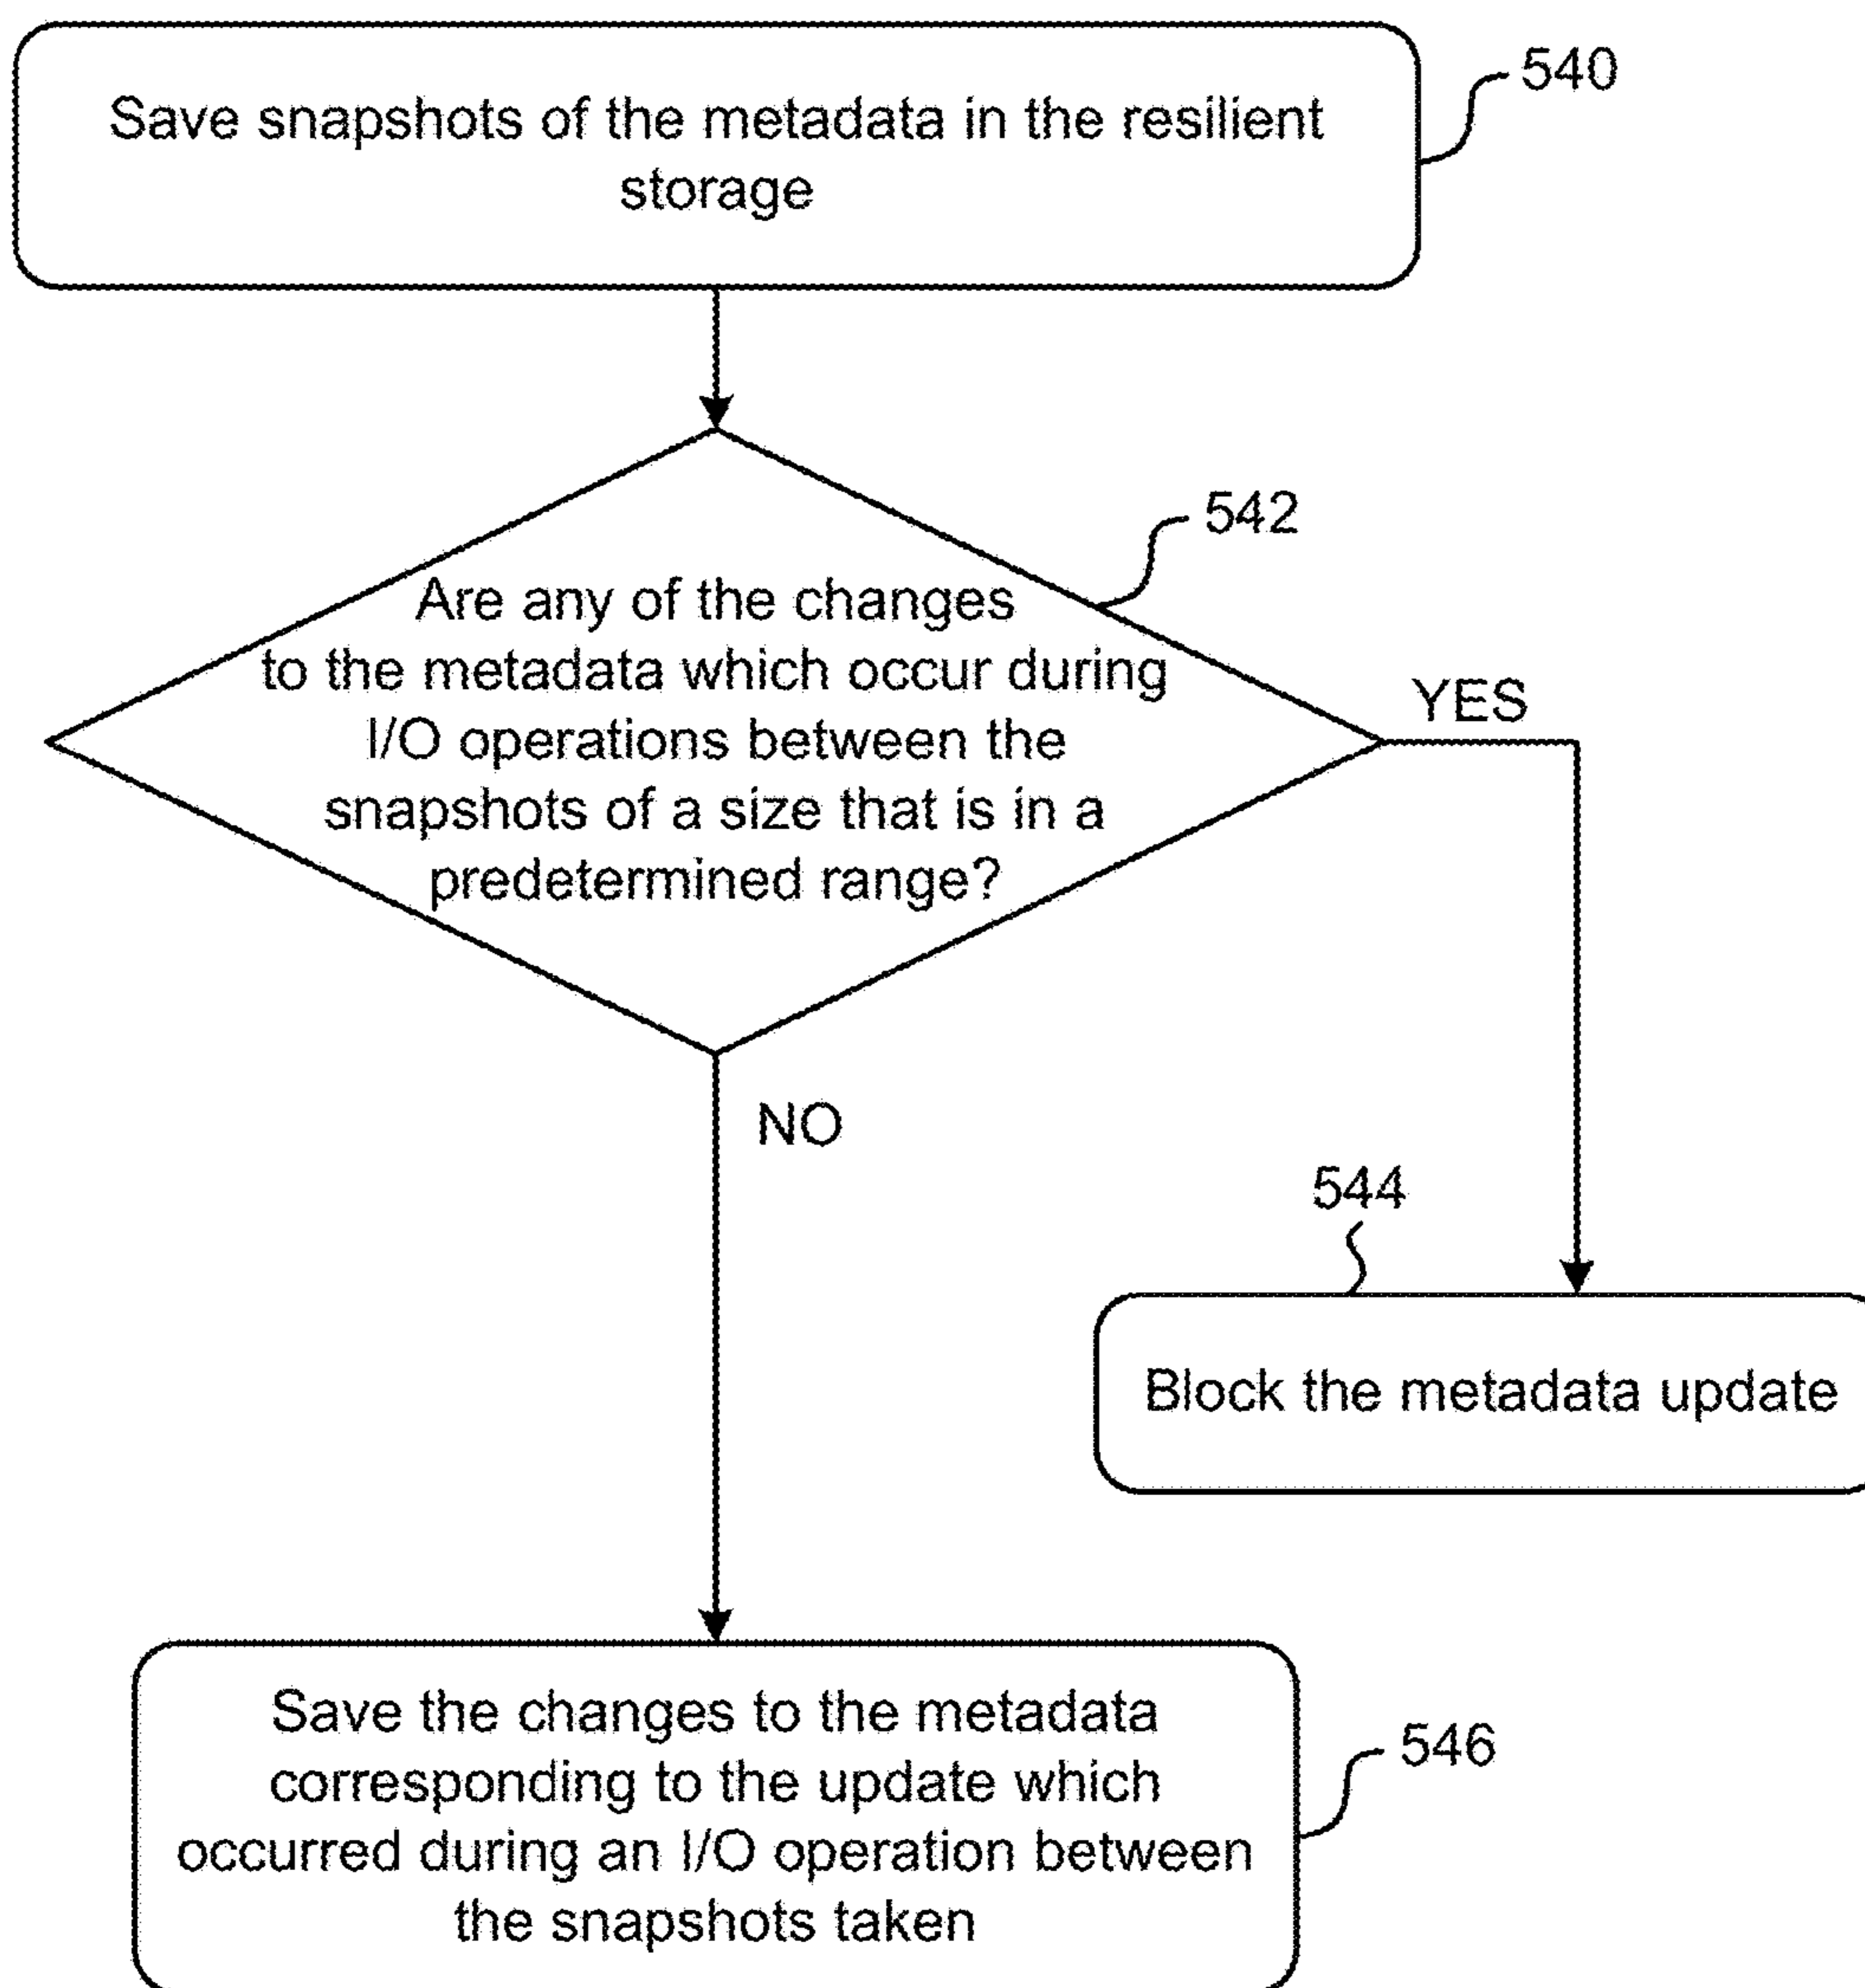 540
Save snapshots of the metadata in the resilient
storage
542
Are any of the changes
to the metadata which occur during
I/O operations between the
snapshots of a size that is in a
predetermined range?
YES
NO
544
Block the metadata update
Save the changes to the metadata
corresponding to the update which
occurred during an I/O operation between
the snapshots taken
546